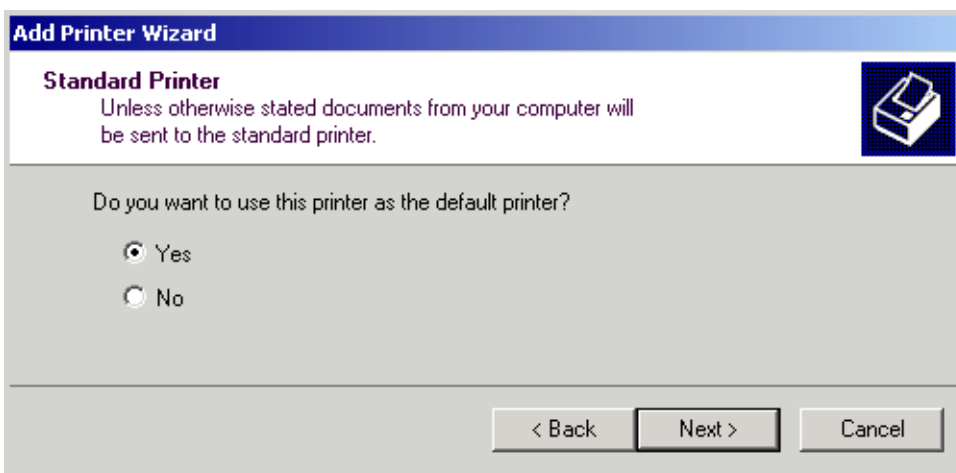 Add Printer Wizard
Standard Printer
Unless otherwise stated documents from your computer will
be sent to the standard printer.
Do you want to use this printer as the default printer?
Yes
No
< Back Next > Cancel